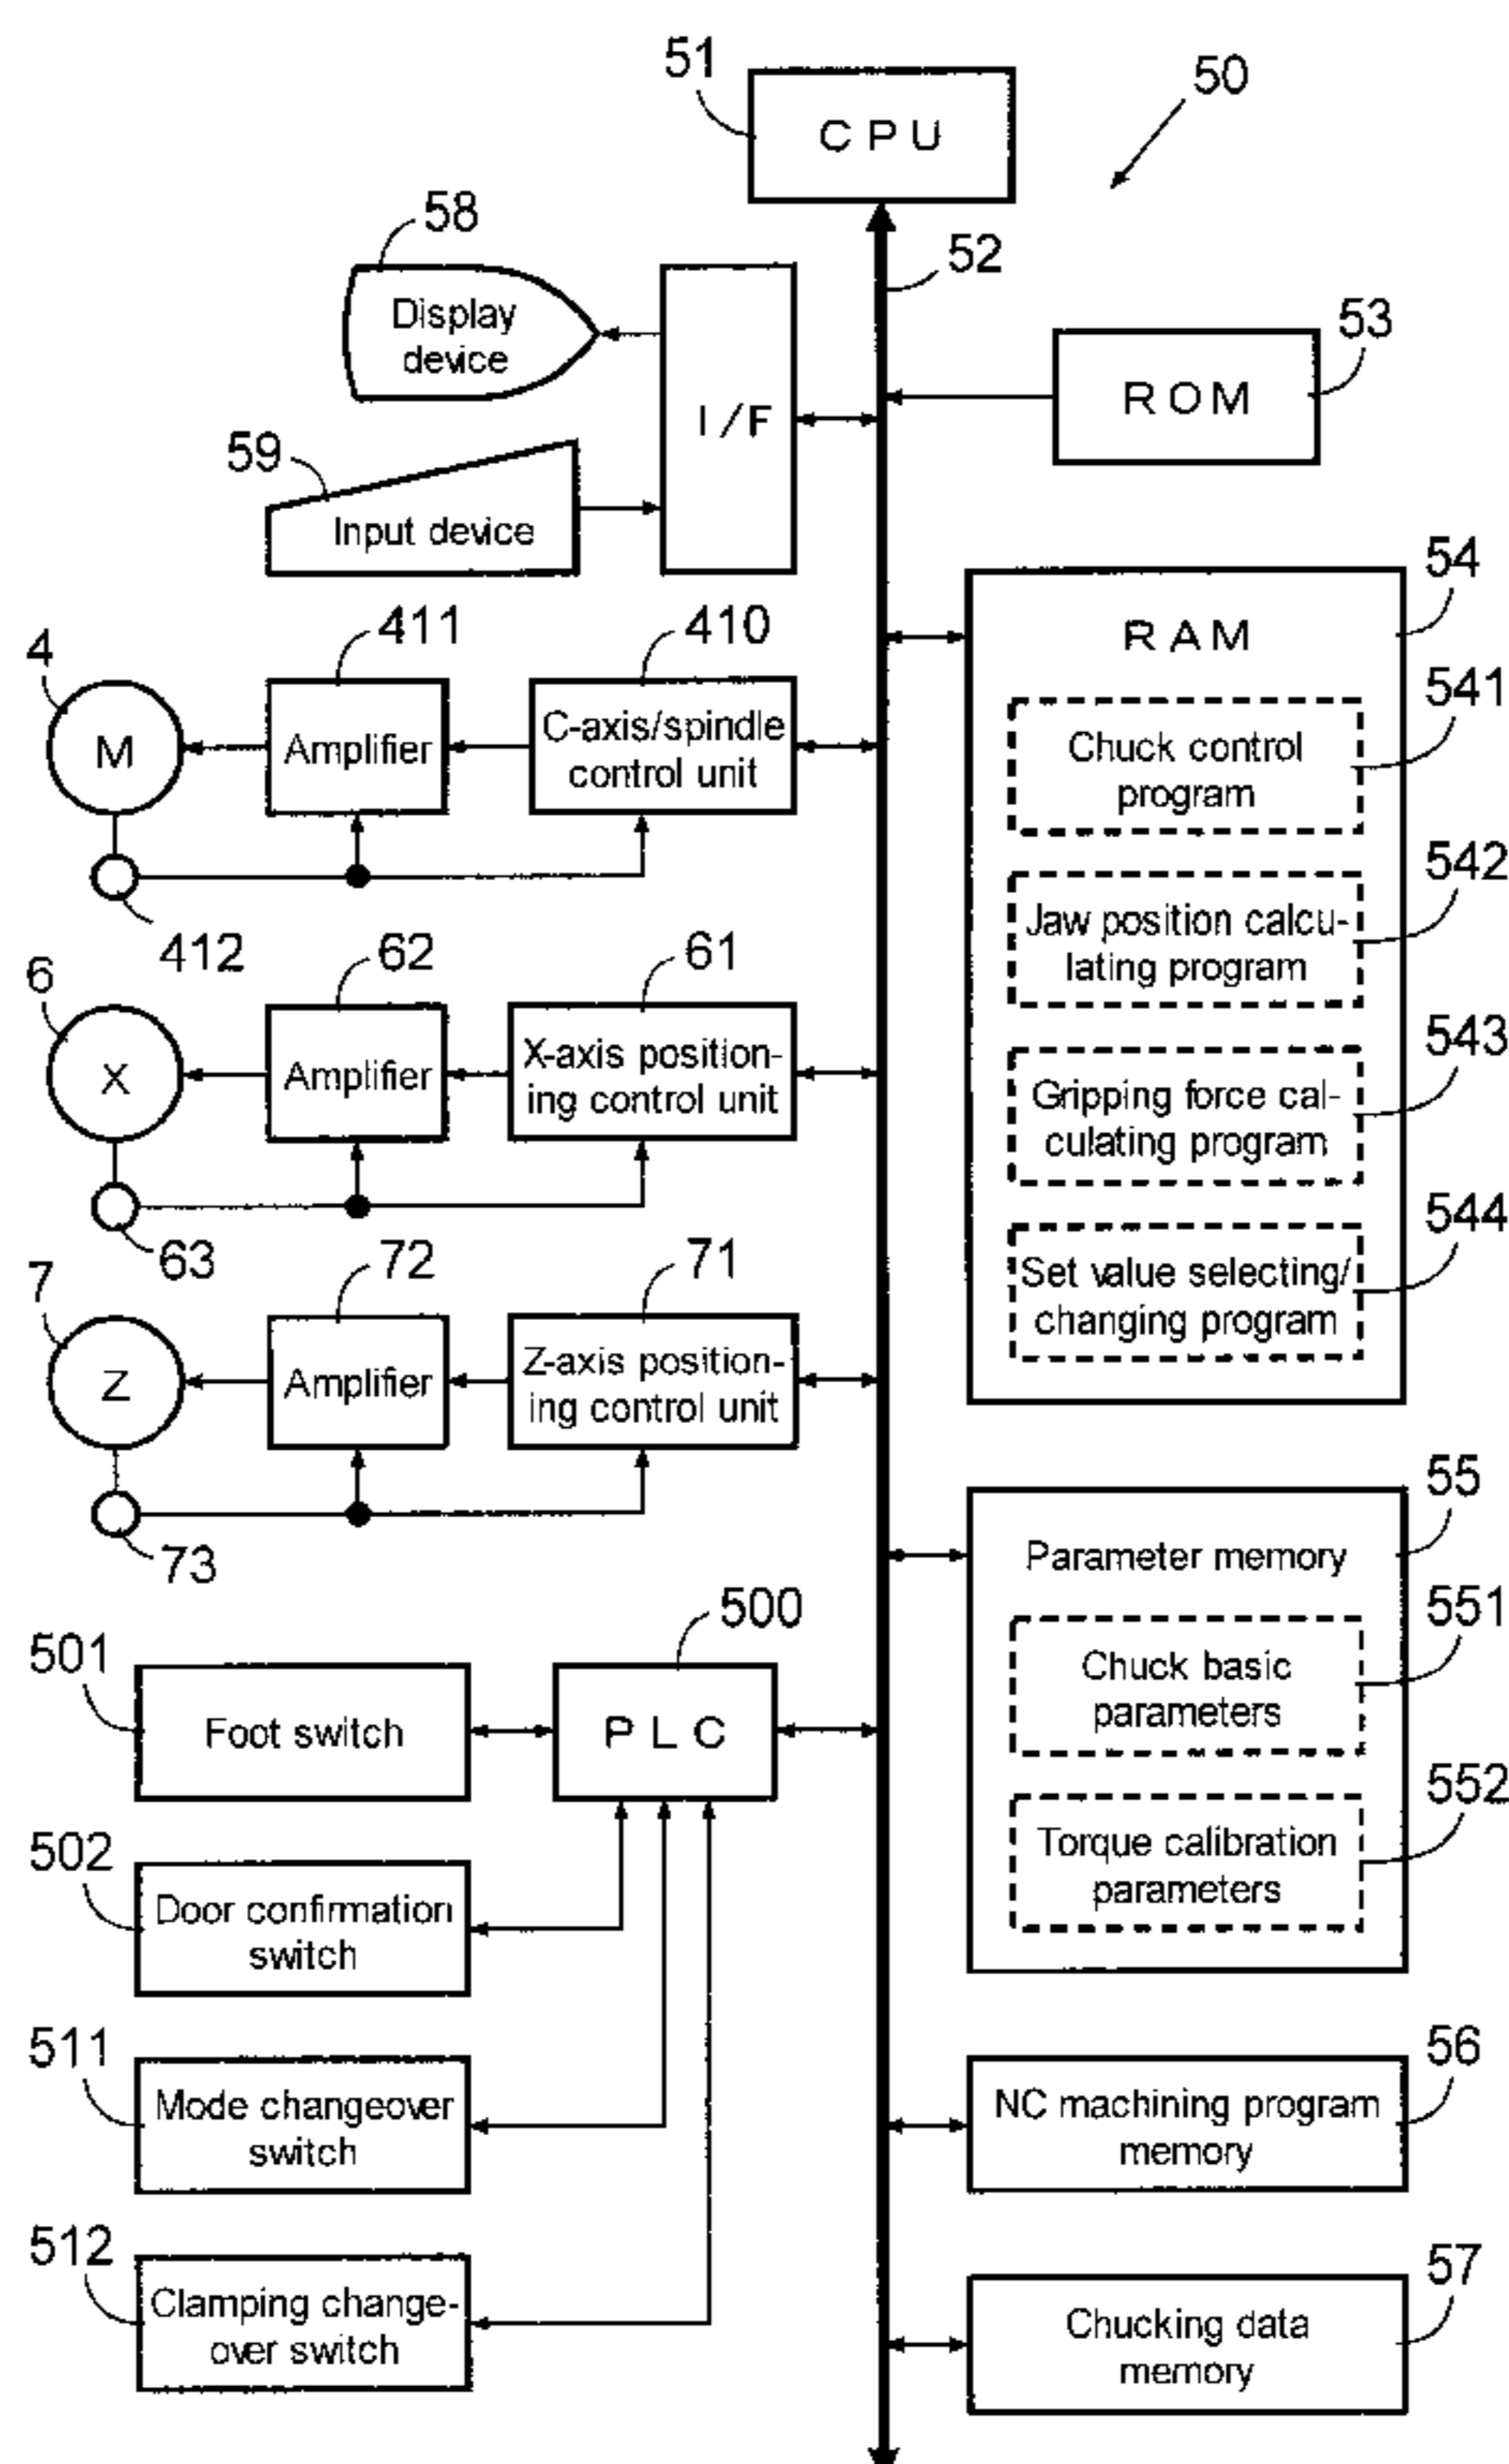 51
CPU
50
58
52
Display
device
I/F
53
ROM
59
Input device
54
RAM
4
411
410
M
Amplifier
C-axis/spindle
control unit
541
Chuck control
program
412
542
Jaw position calcu-
lating program
6
62
61
X
Amplifier
X-axis position-
ing control unit
543
Gripping force cal-
culating program
63
544
Set value selecting/
changing program
7
72
71
Z
Amplifier
Z-axis position-
ing control unit
73
55
Parameter memory
551
Chuck basic
parameters
552
Torque calibration
parameters
500
501
Foot switch
PLC
502
Door confirmation
switch
511
Mode changeover
switch
56
NC machining program
memory
512
Clamping change-
over switch
57
Chucking data
memory